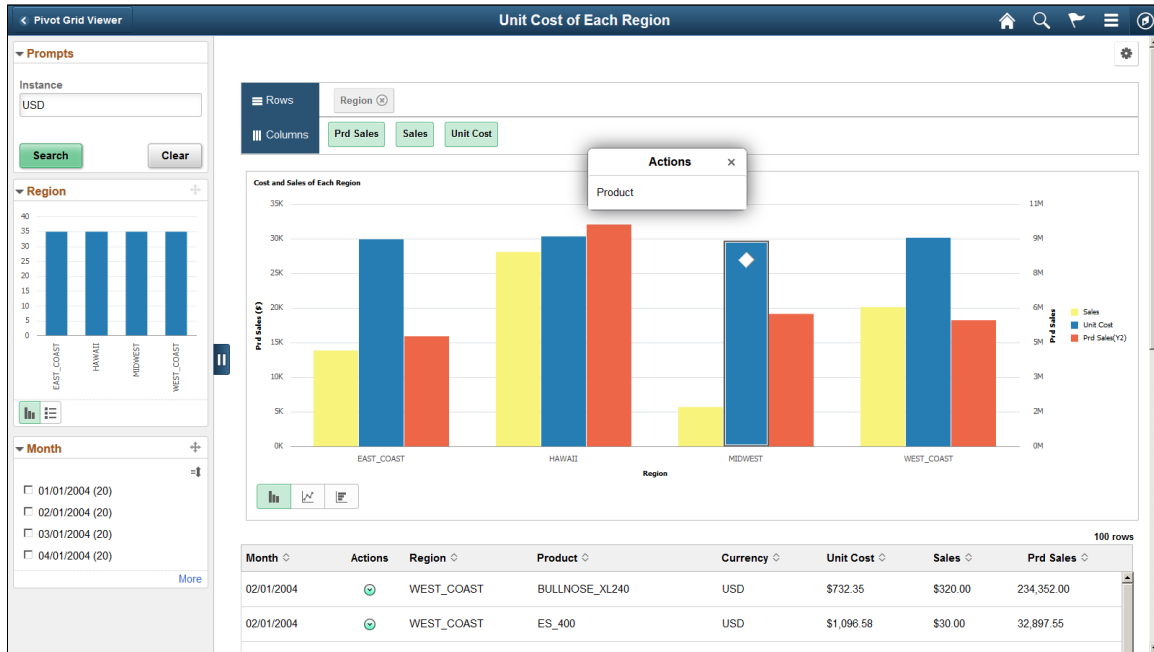 Pivot Grid Viewer
Unit Cost of Each Region
Prompts
Instance
USD
Search
Clear
Region
40
35
30
25
20
15
10
5
0
EAST_COAST
HAWAII
MIDWEST
WEST_COAST
Month
01/01/2004 (20)
02/01/2004 (20)
03/01/2004 (20)
04/01/2004 (20)
More
Rows
Region
Columns
Prd Sales
Sales
Unit Cost
Actions
Product
Cost and Sales of Each Region
35K
30K
25K
20K
15K
10K
5K
0K
Prd Sales ($)
EAST_COAST
HAWAII
MIDWEST
WEST_COAST
Region
11M
9M
8M
6M
5M
3M
2M
0M
Prd Sales
Sales
Unit Cost
Prd Sales(Y2)
100 rows
Month Actions Region Product Currency Unit Cost Sales Prd Sales
02/01/2004 WEST_COAST BULLNOSE_XL240 USD $732.35 $320.00 234,352.00
02/01/2004 WEST_COAST ES_400 USD $1,096.58 $30.00 32,897.55